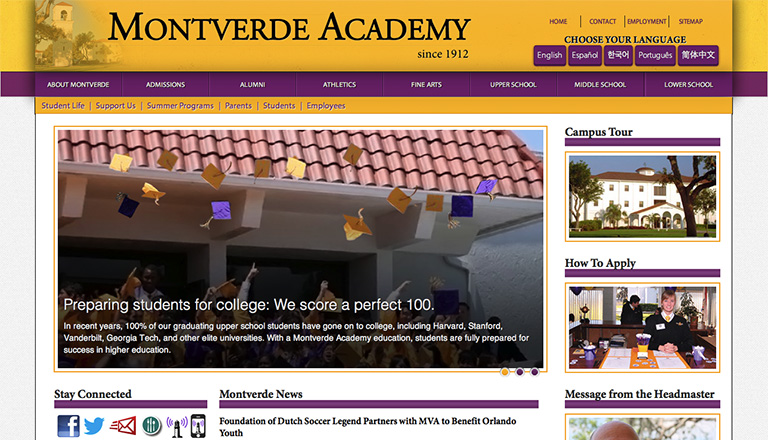 MONTVERDE ACADEMY
since 1912
HOME | CONTACT | EMPLOYMENT | SITEMAP
CHOOSE YOUR LANGUAGE
English Español 한국어 Português 简体中文
ABOUT MONTVERDE ADMISSIONS ALUMNI ATHLETICS FINE ARTS UPPER SCHOOL MIDDLE SCHOOL LOWER SCHOOL
Student Life | Support Us | Summer Programs | Parents | Students | Employees
Preparing students for college: We score a perfect 100.
In recent years, 100% of our graduating upper school students have gone on to college, including Harvard, Stanford,
Vanderbilt, Georgia Tech, and other elite universities. With a Montverde Academy education, students are fully prepared for
success in higher education.
Campus Tour
How To Apply
Message from the Headmaster
Stay Connected
Montverde News
Foundation of Dutch Soccer Legend Partners with MVA to Benefit Orlando
Youth